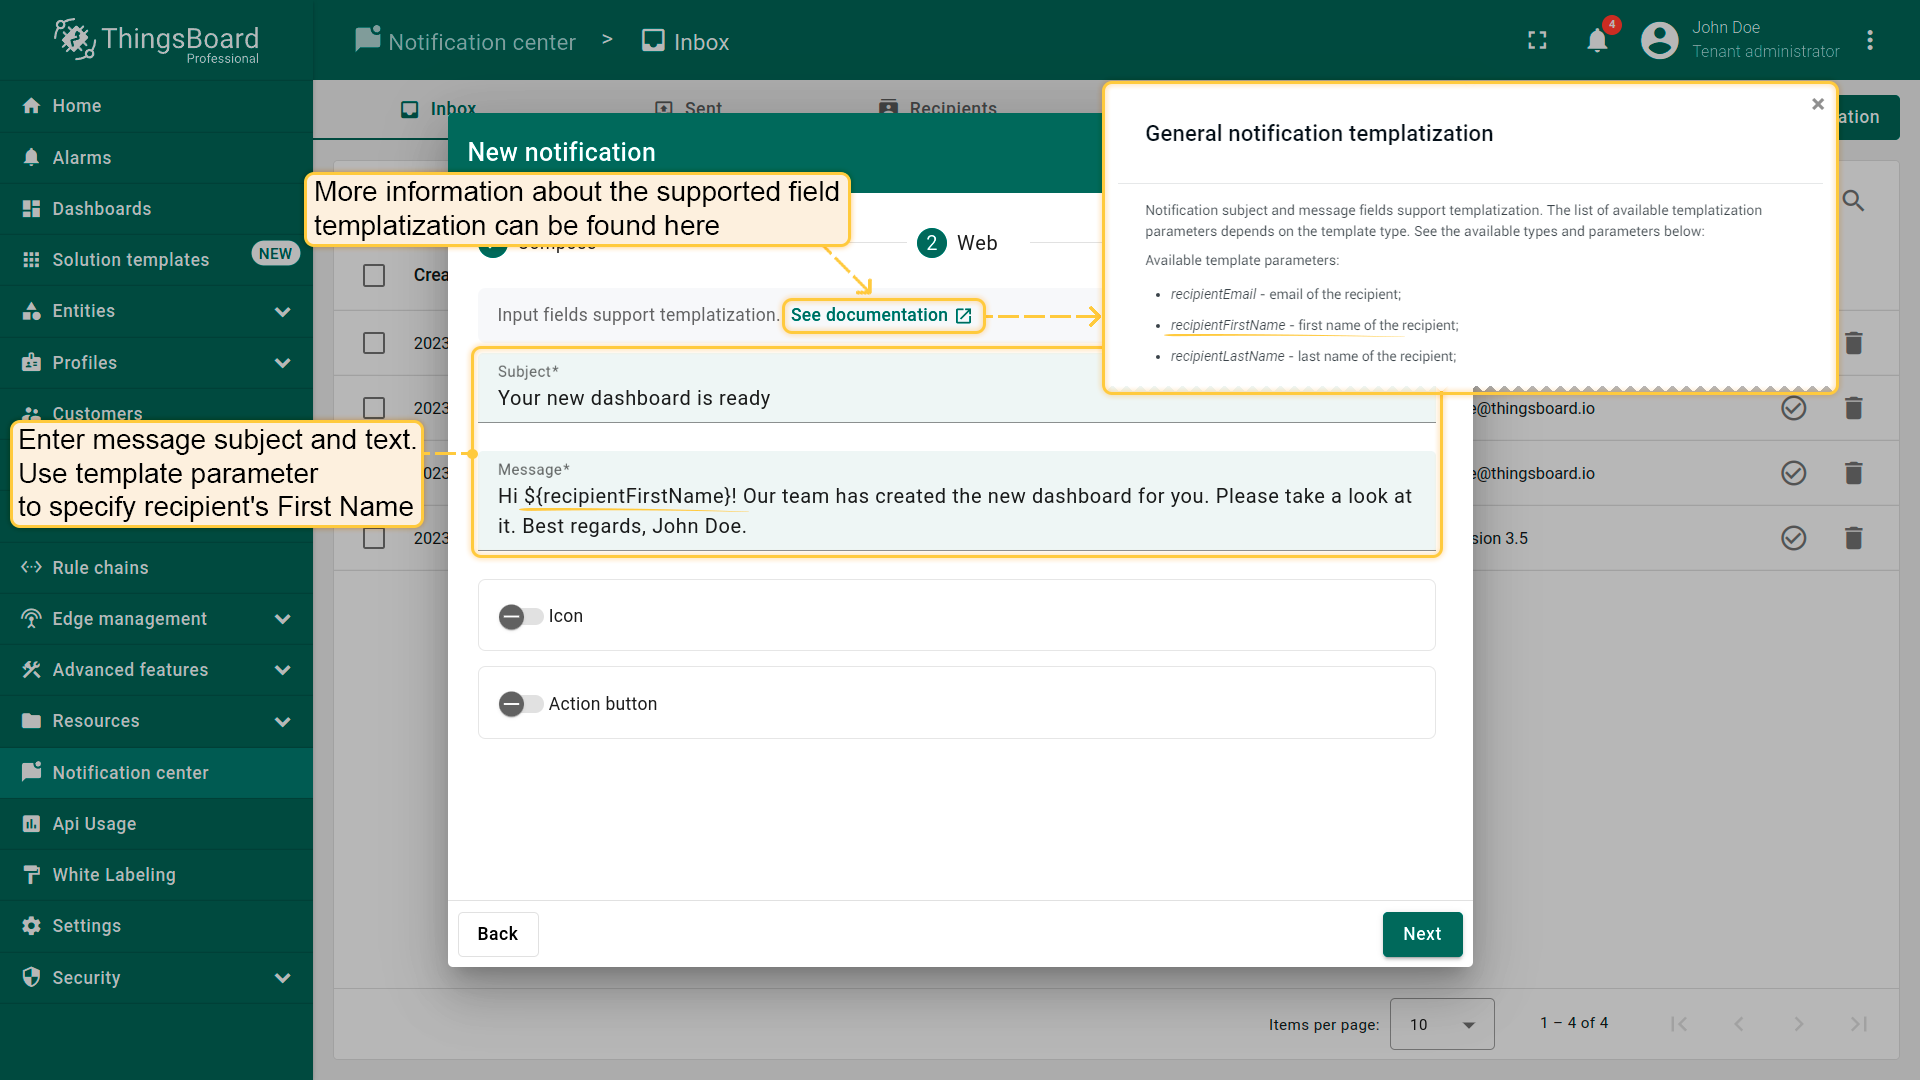 ThingsBoard
Professional
Notification center > Inbox
4
John Doe
Tenant administrator
Home
Alarms
Dashboards
Solution templates
NEW
Entities
Profiles
Customers
Rule chains
Edge management
Advanced features
Resources
Notification center
Api Usage
White Labeling
Settings
Security
Inbox
Sent
Recipients
ation
New notification
More information about the supported field
templatization can be found here
2 Web
Crea
Input fields support templatization. See documentation
General notification templatization
Notification subject and message fields support templatization. The list of available templatization
parameters depends on the template type. See the available types and parameters below:
Available template parameters:
• recipientEmail - email of the recipient;
• recipientFirstName - first name of the recipient;
• recipientLastName - last name of the recipient;
2023
2023
2023
2023
Subject*
Your new dashboard is ready
Enter message subject and text.
Use template parameter
to specify recipient's First Name
Message*
Hi ${recipientFirstName}! Our team has created the new dashboard for you. Please take a look at
it. Best regards, John Doe.
e@thingsboard.io
e@thingsboard.io
sion 3.5
Icon
Action button
Back
Next
Items per page:
10
1 – 4 of 4